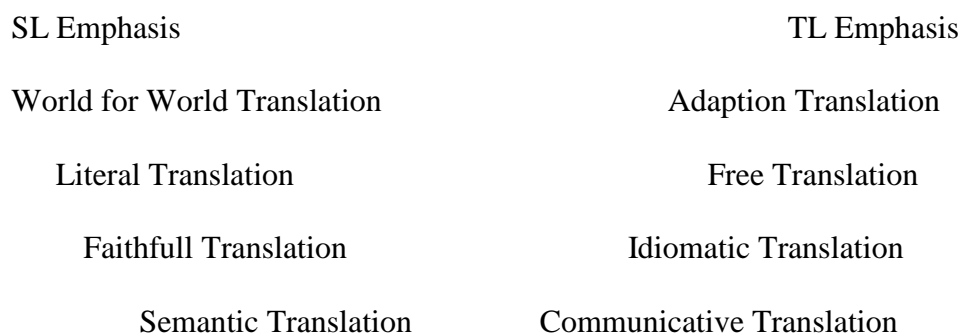 SL Emphasis TL Emphasis
World for World Translation Adaption Translation
Literal Translation Free Translation
Faithfull Translation Idiomatic Translation
Semantic Translation Communicative Translation